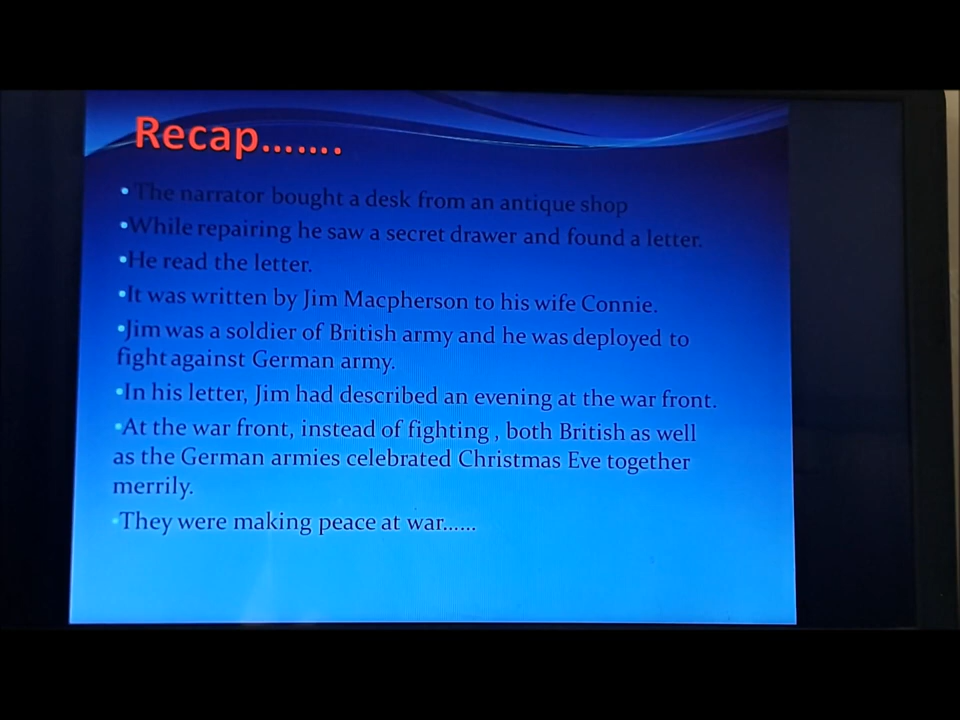 Recap…….
• The narrator bought a desk from an antique shop
•While repairing he saw a secret drawer and found a letter.
•He read the letter.
•It was written by Jim Macpherson to his wife Connie.
•Jim was a soldier of British army and he was deployed to
fight against German army.
•In his letter, Jim had described an evening at the war front.
•At the war front, instead of fighting , both British as well
as the German armies celebrated Christmas Eve together
merrily.
•They were making peace at war……